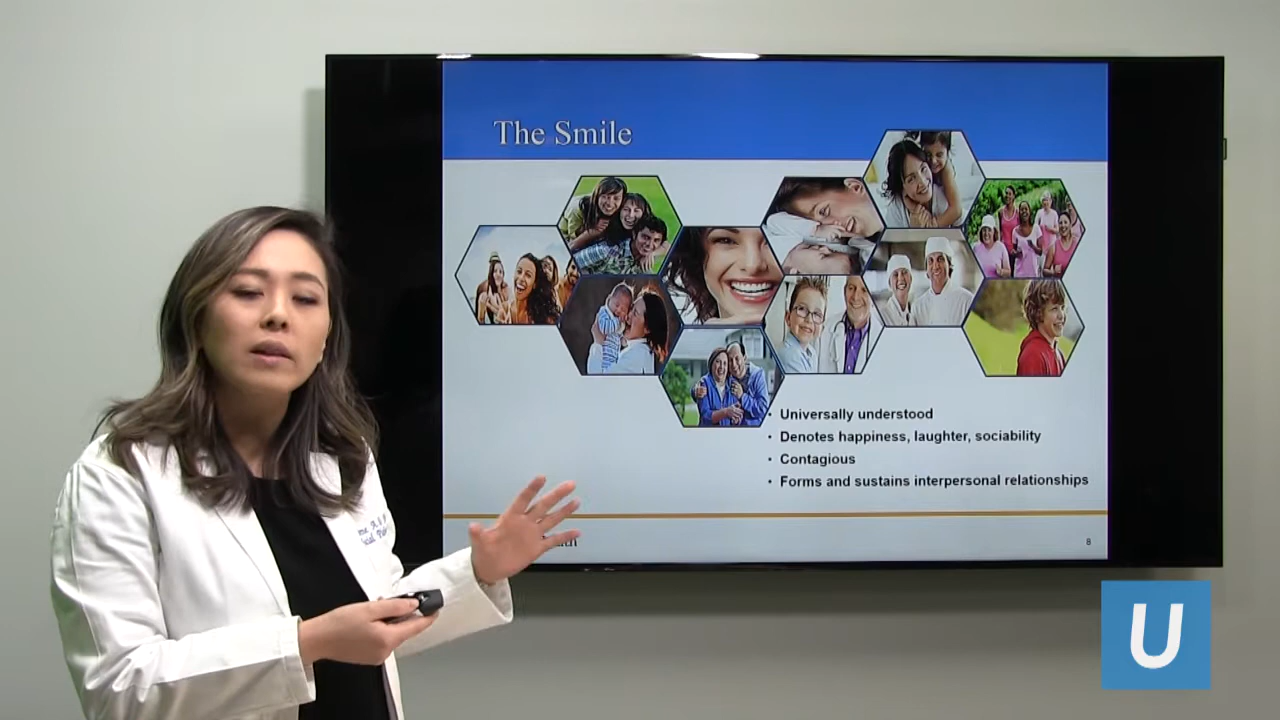 The Smile
• Universally understood
• Denotes happiness, laughter, sociability
• Contagious
• Forms and sustains interpersonal relationships
8
U